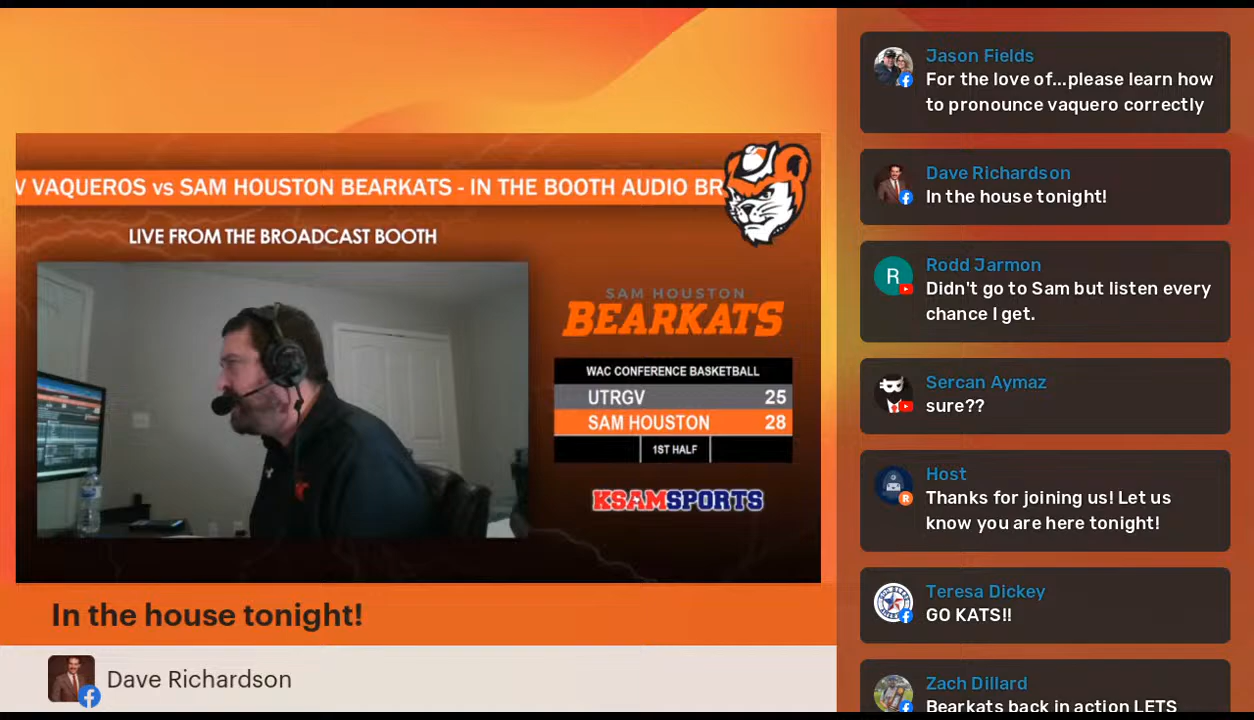 V VAQUEROS vs SAM HOUSTON BEARKATS - IN THE BOOTH AUDIO BR
LIVE FROM THE BROADCAST BOOTH
SAM HOUSTON
BEARKATS
WAC CONFERENCE BASKETBALL
UTRGV 25
SAM HOUSTON 28
1ST HALF
KSAMSPORTS
In the house tonight!
Dave Richardson
Jason Fields
For the love of...please learn how
to pronounce vaquero correctly
Dave Richardson
In the house tonight!
R
Rodd Jarmon
Didn't go to Sam but listen every
chance I get.
Sercan Aymaz
sure??
Host
Thanks for joining us! Let us
know you are here tonight!
Teresa Dickey
GO KATS!!
Zach Dillard
Bearkats back in action LETS